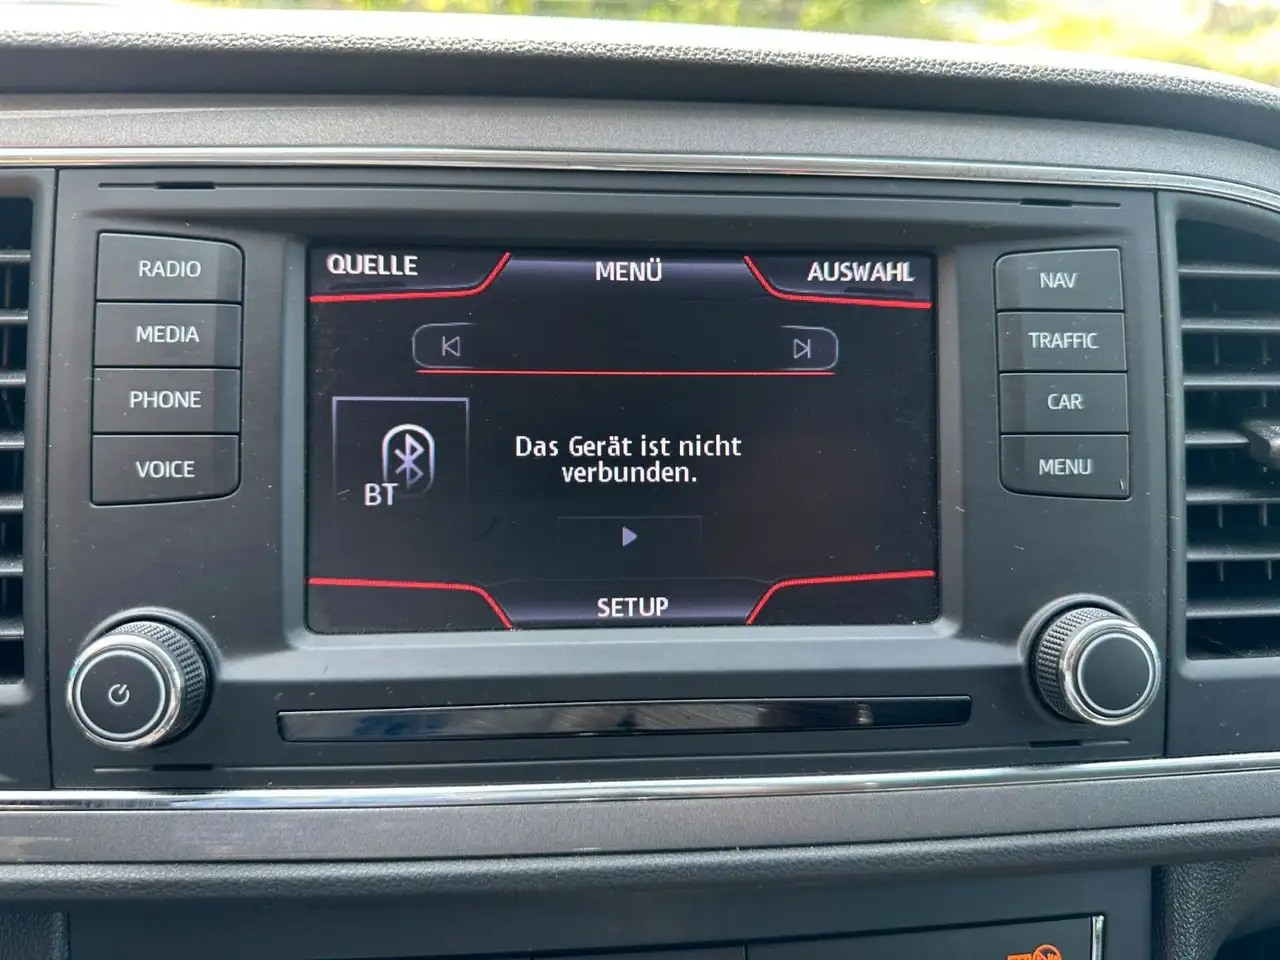 RADIO
MEDIA
PHONE
VOICE
QUELLE
MENÜ
AUSWAHL
BT
Das Gerät ist nicht
verbunden.
SETUP
NAV
TRAFFIC
CAR
MENU